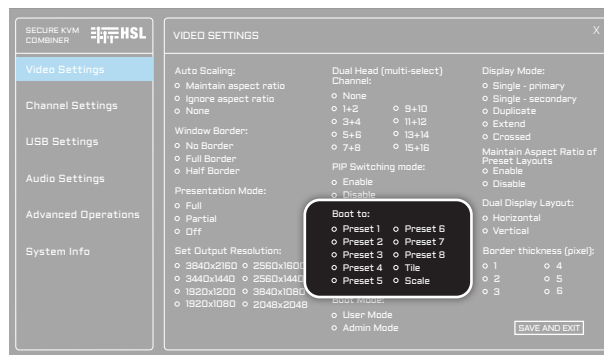 SECURE KVM
COMBINER
HSL
Video Settings
Channel Settings
USB Settings
Audio Settings
Advanced Operations
System Info
VIDEO SETTINGS
X
Auto Scaling:
Maintain aspect ratio
Ignore aspect ratio
None
Window Border:
No Border
Full Border
Half Border
Presentation Mode:
Full
Partial
Off
Set Output Resolution:
3840x2160 2560x1600
3440x1440 2560x1440
1920x1200 3840x1080
1920x1080 2048x2048
Dual Head (multi-select)
Channel:
None
1+2 9+10
3+4 11+12
5+6 13+14
7+8 15+16
PIP Switching mode:
Enable
Disable
Boot to:
Preset 1 Preset 6
Preset 2 Preset 7
Preset 3 Preset 8
Preset 4 Tile
Preset 5 Scale
Boot Mode:
User Mode
Admin Mode
Display Mode:
Single - primary
Single - secondary
Duplicate
Extend
Crossed
Maintain Aspect Ratio of
Preset Layouts
Enable
Disable
Dual Display Layout:
Horizontal
Vertical
Border thickness (pixel):
1 4
2 5
3 6
SAVE AND EXIT